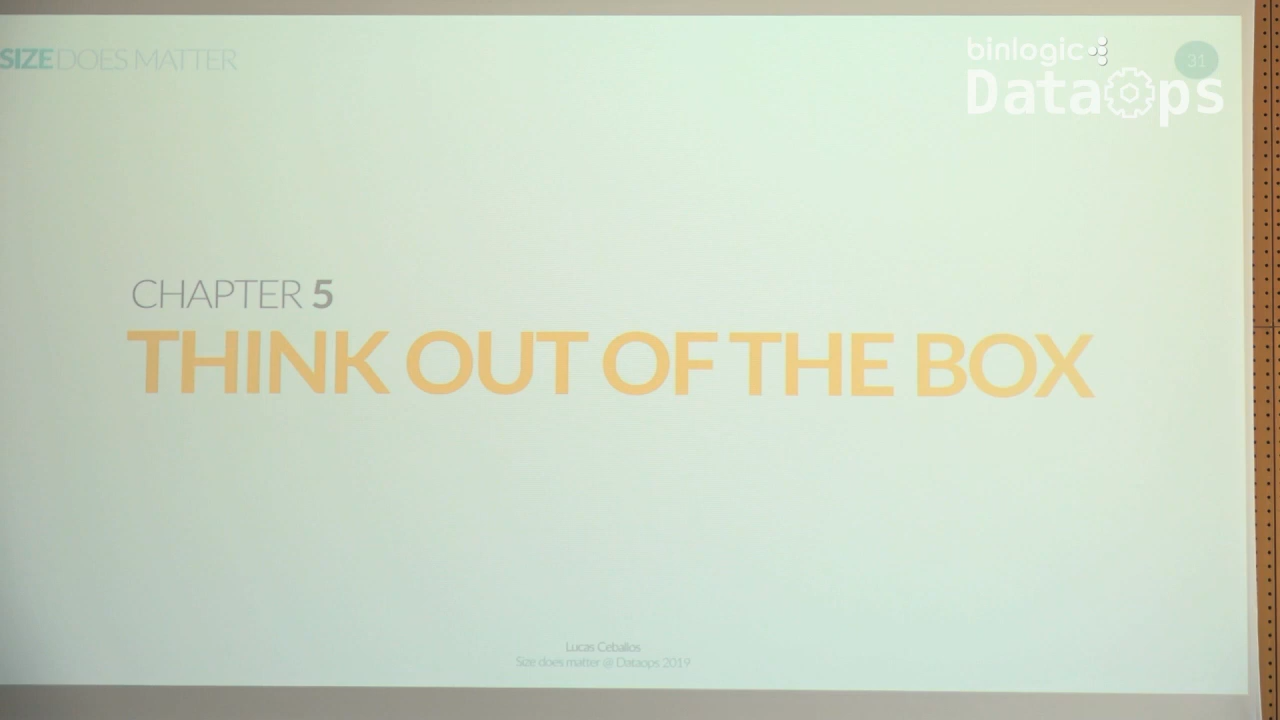 SIZE DOES MATTER
binlogic
31
DataOps
CHAPTER 5
THINK OUT OF THE BOX
Lucas Ceballos
Size does matter @ Dataops 2019